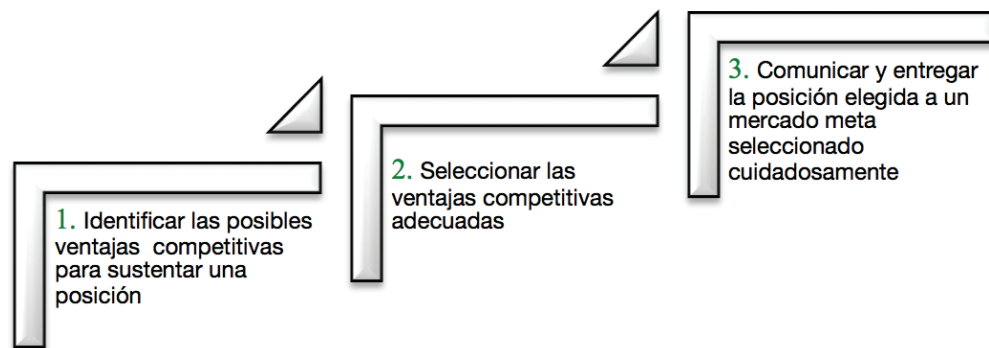 1. Identificar las posibles
ventajas competitivas
para sustentar una
posición
2. Seleccionar las
ventajas competitivas
adecuadas
3. Comunicar y entregar
la posición elegida a un
mercado meta
seleccionado
cuidadosamente